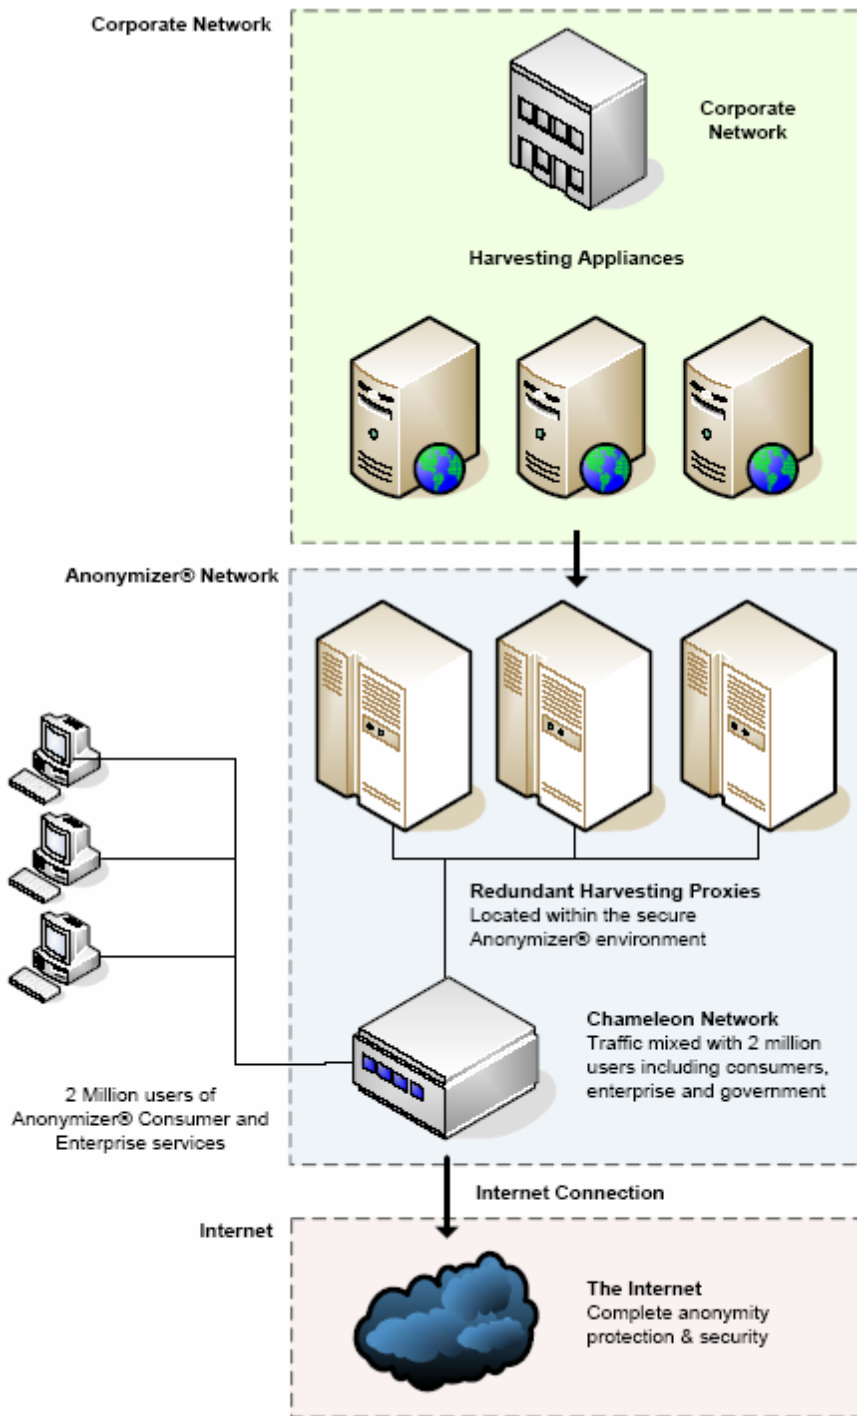 Corporate Network
Corporate
Network
Harvesting Appliances
Anonymizer® Network
Redundant Harvesting Proxies
Located within the secure
Anonymizer® environment
Chameleon Network
Traffic mixed with 2 million
users including consumers,
enterprise and government
2 Million users of
Anonymizer® Consumer and
Enterprise services
Internet Connection
Internet
The Internet
Complete anonymity
protection & security